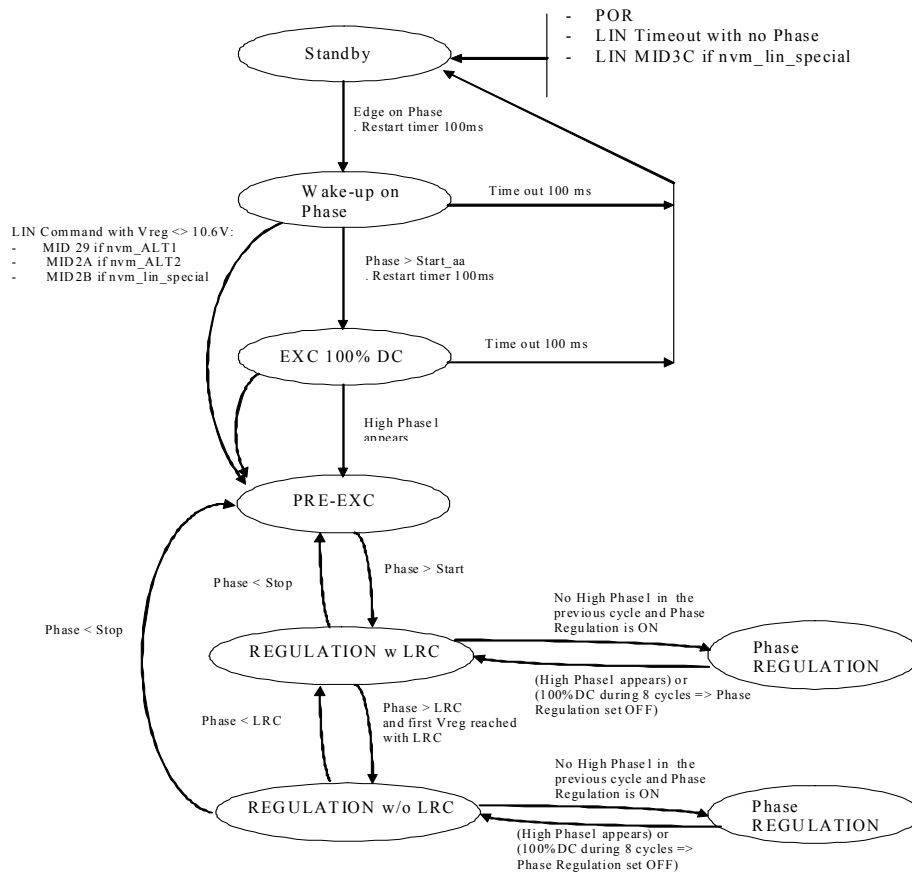 - POR
- LIN Timeout with no Phase
- LIN MID3C if nvm_lin_special
Standby
Edge on Phase
. Restart timer 100ms
Wake-up on
Phase
Time out 100 ms
LIN Command with Vreg <> 10.6V:
- MID 29 if nvm_ALT1
- MID2A if nvm_ALT2
- MID2B if nvm_lin_special
Phase > Start_aa
. Restart timer 100ms
EXC 100% DC
Time out 100 ms
High Phase1
appears
PRE-EXC
Phase < Stop
Phase > Start
Phase < Stop
No High Phase1 in the
previous cycle and Phase
Regulation is ON
REGULATION w LRC
Phase
REGULATION
(High Phase1 appears) or
(100%DC during 8 cycles => Phase
Regulation set OFF)
Phase < LRC
Phase > LRC
and first Vreg reached
with LRC
No High Phase1 in the
previous cycle and Phase
Regulation is ON
REGULATION w/o LRC
Phase
REGULATION
(High Phase1 appears) or
(100%DC during 8 cycles =>
Phase Regulation set OFF)